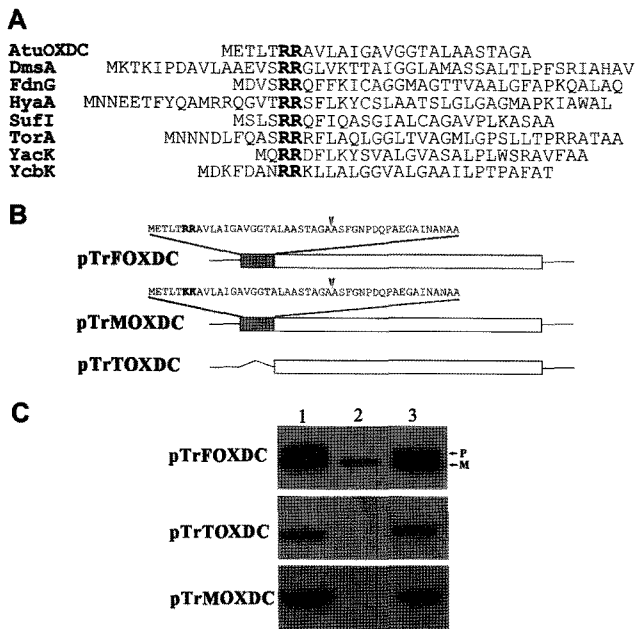 A
AtuOXDC METLTRRAVLAIGAVGGTALAASTAGA
DmsA MKTKIPDAVLAAEVSRRGLVKTTAIGGLAMASSALTLPFSRIAHAV
FdnG MDVSRRQFFKICAGGMAGTTVAALGFAPKQALAQ
HyaA MNNEETFYQAMRRQGVTRRSFLKYCSLAATSLGLGAGMAPKIAWAL
SufI MSLSRRQFIQASGIALCAGAVPLKASAA
TorA MNNNDLFQASRRRFLAQLGGLTVAGMLGPSLLTPRRATAA
YacK MQRRDFLKYSVALGVASALPLWSRAVFAA
YcbK MDKFDANRRKLLALGGVALGAAILPTPAFAT
B
METLTRRAVLAIGAVGGTALAASTAGAASFGNPDQPAEGAINANAA
pTrFOXDC
METLTKKAVLAIGAVGGTALAASTAGAASFGNPDQPAEGAINANAA
pTrMOXDC
pTrTOXDC
C
1 2 3
pTrFOXDC ←P
←M
pTrTOXDC
pTrMOXDC